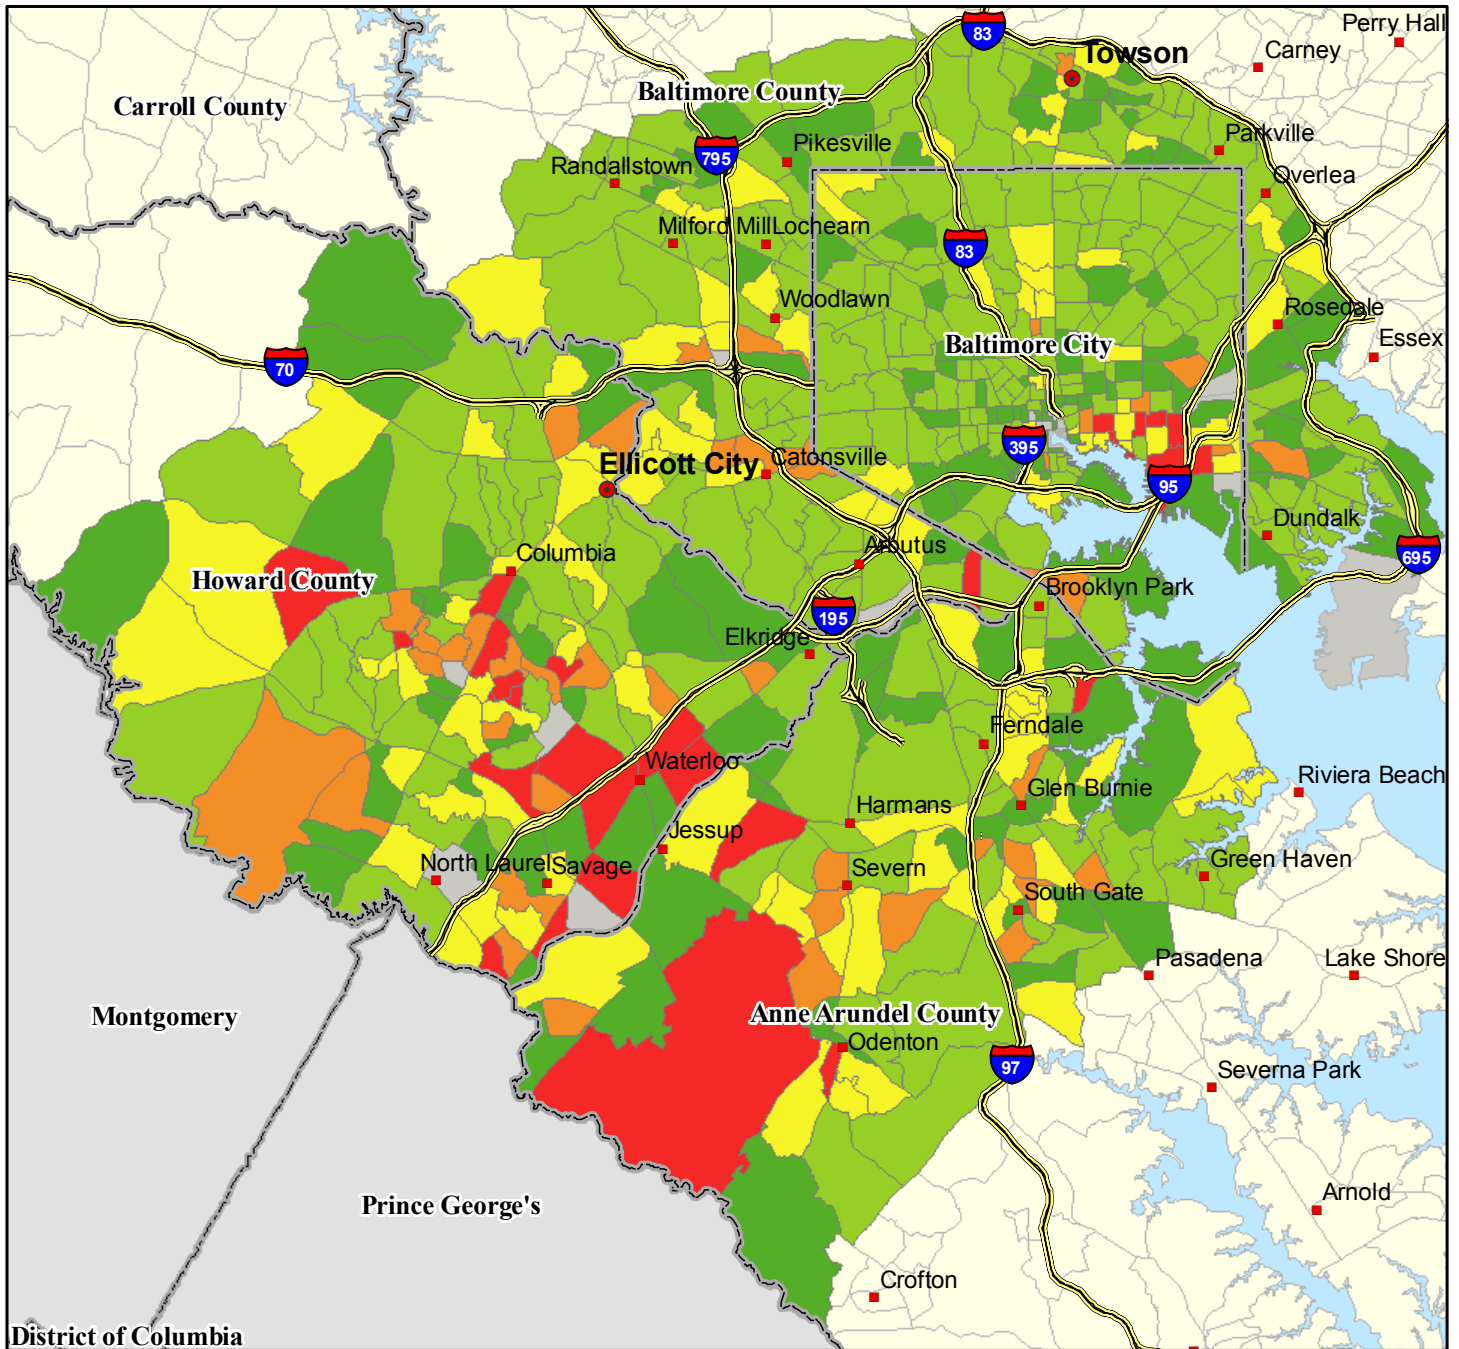 83
Perry Hall
Towson
Carney
Carroll County
Baltimore County
Parkville
Pikesville
795
Randallstown
Overlea
Milford Mill
Lochearn
83
Woodlawn
Rosedale
Baltimore City
Essex
70
395
Ellicott City
Catonsville
95
Dundalk
Columbia
Arbutus
695
Howard County
Brooklyn Park
195
Elkridge
Ferndale
Waterloo
Riviera Beach
Glen Burnie
Harmans
Jessup
North Laurel
Savage
Severn
Green Haven
South Gate
Pasadena
Lake Shore
Montgomery
Anne Arundel County
Odenton
97
Severna Park
Prince George's
Arnold
Crofton
District of Columbia